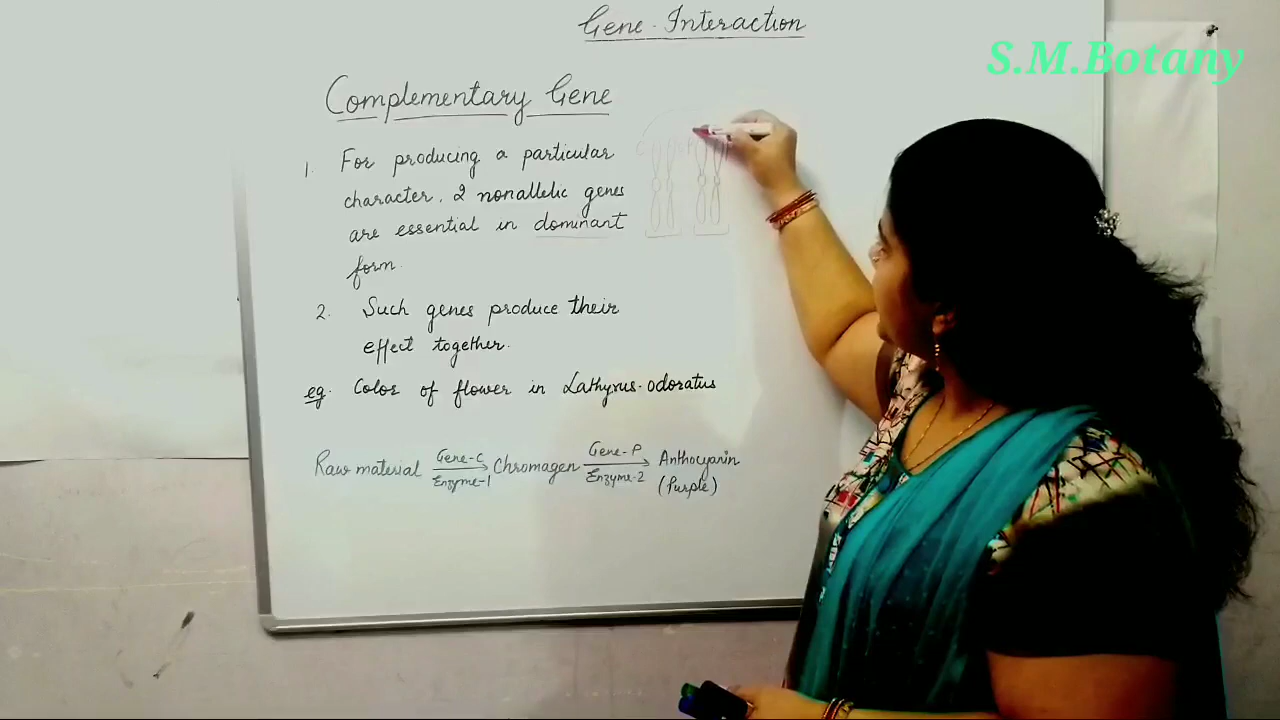 Gene-Interaction
S.M.Botany
Complementary Gene
1. For producing a particular
character, 2 nonallelic genes
are essential in dominant
form.
2. Such genes produce their
effect together.
eg. Color of flower in Lathyrus-odoratus
Raw material Gene-C Enzyme-1 Chromagen Gene-P Enzyme-2 Anthocyanin
(Purple)